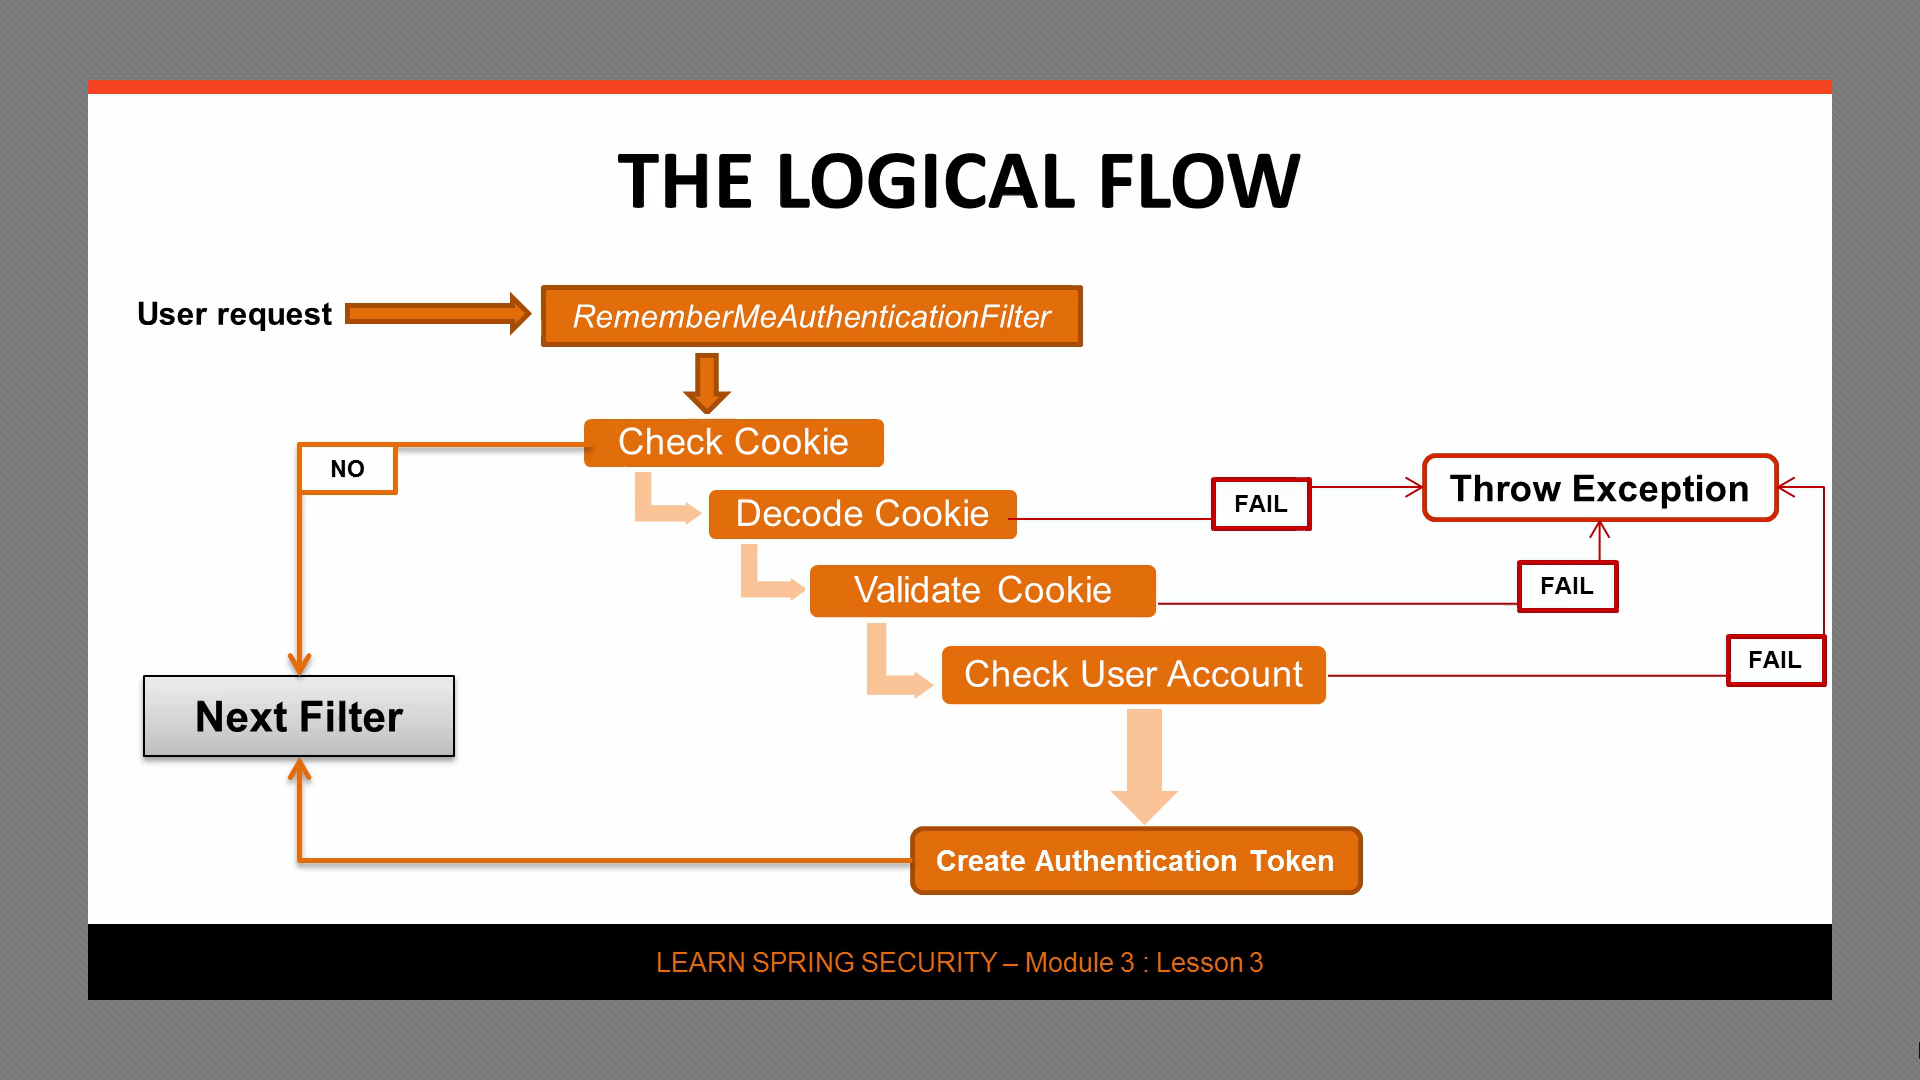 THE LOGICAL FLOW
User request
RememberMeAuthenticationFilter
Check Cookie
NO
Decode Cookie
FAIL
Throw Exception
Validate Cookie
FAIL
Check User Account
FAIL
Next Filter
Create Authentication Token
LEARN SPRING SECURITY – Module 3 : Lesson 3